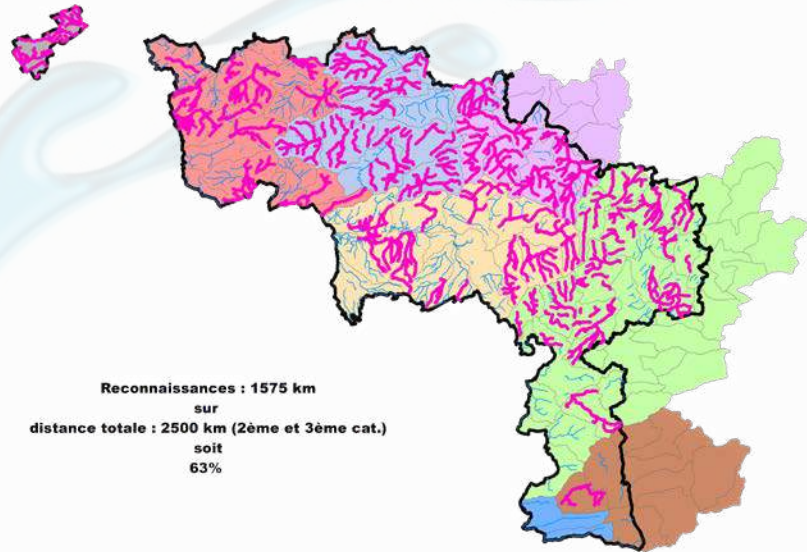 Reconnaissances : 1575 km
sur
distance totale : 2500 km (2ème et 3ème cat.)
soit
63%